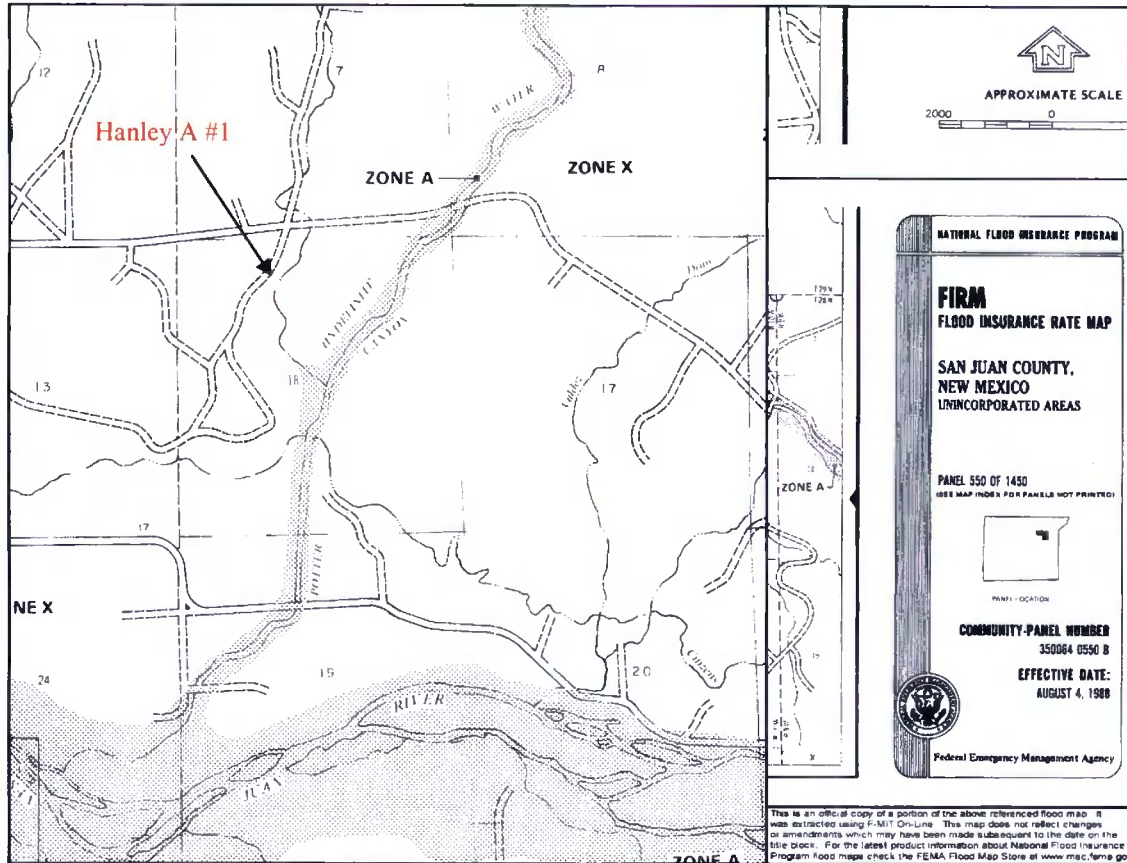 12
7
8
Hanley A #1
WATER
ZONE A
ZONE X
13
18
CANYON
17
17
POTTER
NE X
24
19
20
Canyon
RIVER
JUAN
ZONE A
N
APPROXIMATE SCALE
2000 0
T29N
T28N
ZONE A
NATIONAL FLOOD INSURANCE PROGRAM
FIRM
FLOOD INSURANCE RATE MAP
SAN JUAN COUNTY,
NEW MEXICO
UNINCORPORATED AREAS
PANEL 550 OF 1450
(SEE MAP INDEX FOR PANELS NOT PRINTED)
PANEL LOCATION
COMMUNITY-PANEL NUMBER
350064 0550 B
EFFECTIVE DATE:
AUGUST 4, 1988
Federal Emergency Management Agency
This is an official copy of a portion of the above referenced flood map. It
was extracted using F-MIT On-Line. This map does not reflect changes
or amendments which may have been made subsequent to the date on the
title block. For the latest product information about National Flood Insurance
Program flood maps check the FEMA Flood Map Store at www.msc.fema.go